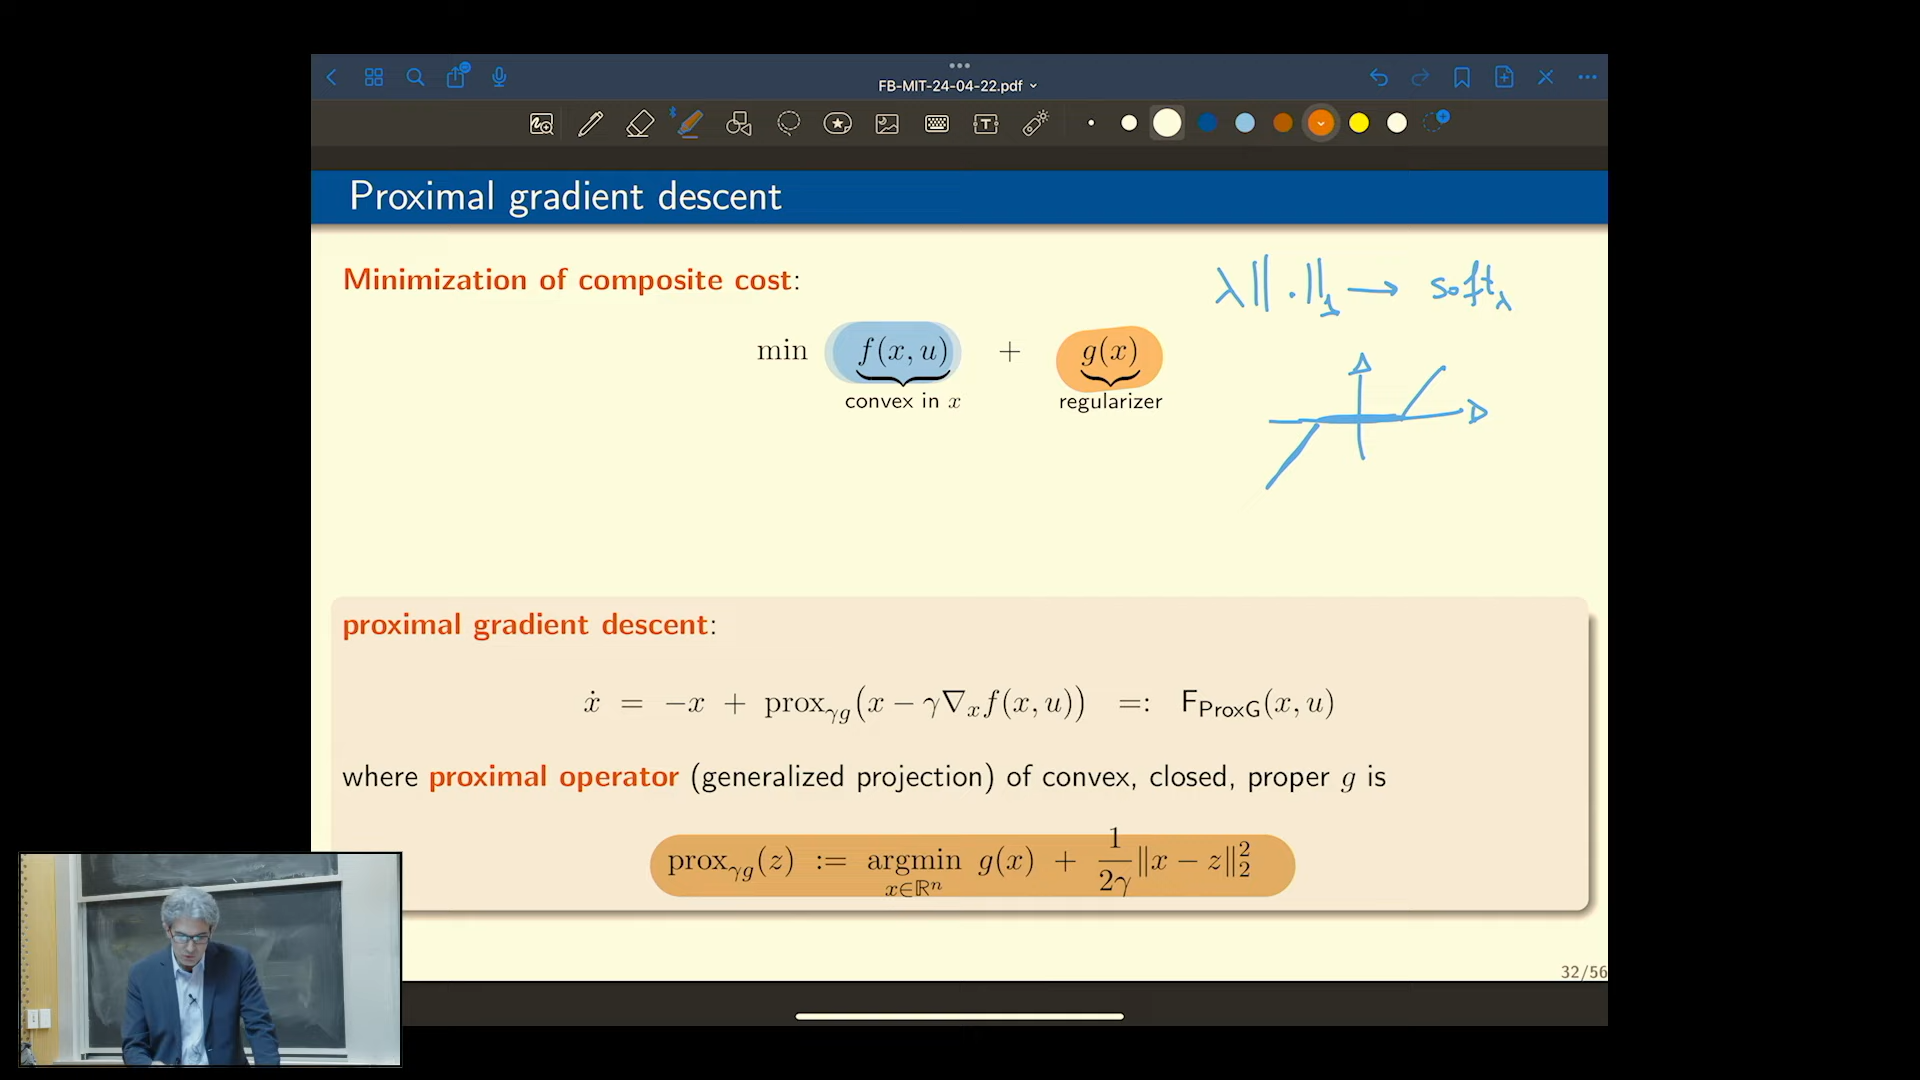 FB-MIT-24-04-22.pdf
Proximal gradient descent
Minimization of composite cost:
λ||.||₁ → softλ
min f(x, u) + g(x)
convex in x regularizer
proximal gradient descent:
ẋ = −x + prox_γg(x − γ∇ₓf(x, u)) =: F_ProxG(x, u)
where proximal operator (generalized projection) of convex, closed, proper g is
prox_γg(z) := argmin_{x∈ℝⁿ} g(x) + 1/(2γ) ‖x − z‖₂²
32/56